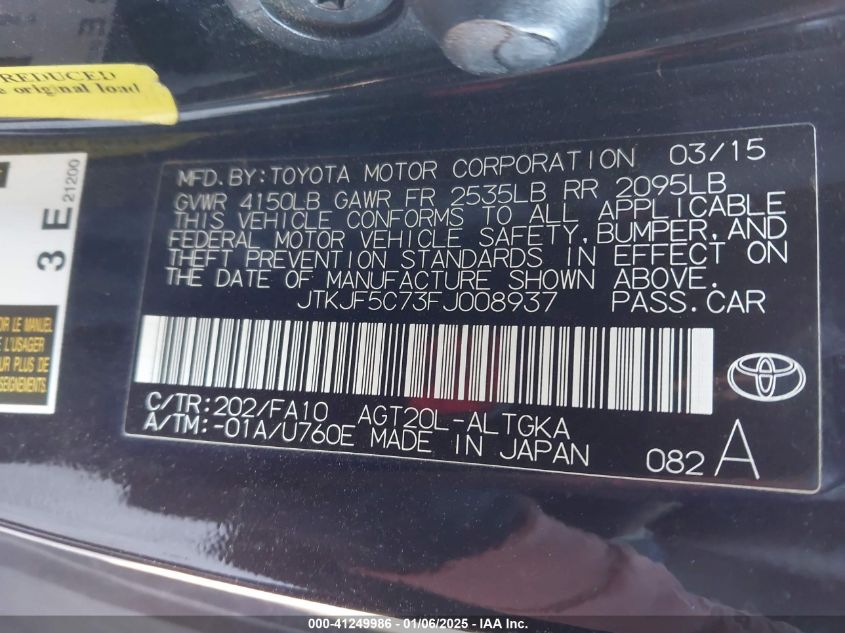 REDUCED
original load
3 E
21200
OIR LE MANUEL
L'USAGER
UR PLUS DE
SEIGNEMENTS
MFD. BY: TOYOTA MOTOR CORPORATION 03/15
GVWR 4150LB GAWR FR 2535LB RR 2095LB
THIS VEHICLE CONFORMS TO ALL APPLICABLE
FEDERAL MOTOR VEHICLE SAFETY, BUMPER, AND
THEFT PREVENTION STANDARDS IN EFFECT ON
THE DATE OF MANUFACTURE SHOWN ABOVE.
JTKJF5C73FJ008937 PASS.CAR
C/TR:202/FA10 AGT20L-ALTGKA
A/TM:-01A/U760E MADE IN JAPAN 082 A
000-41249986 - 01/06/2025 - IAA Inc.